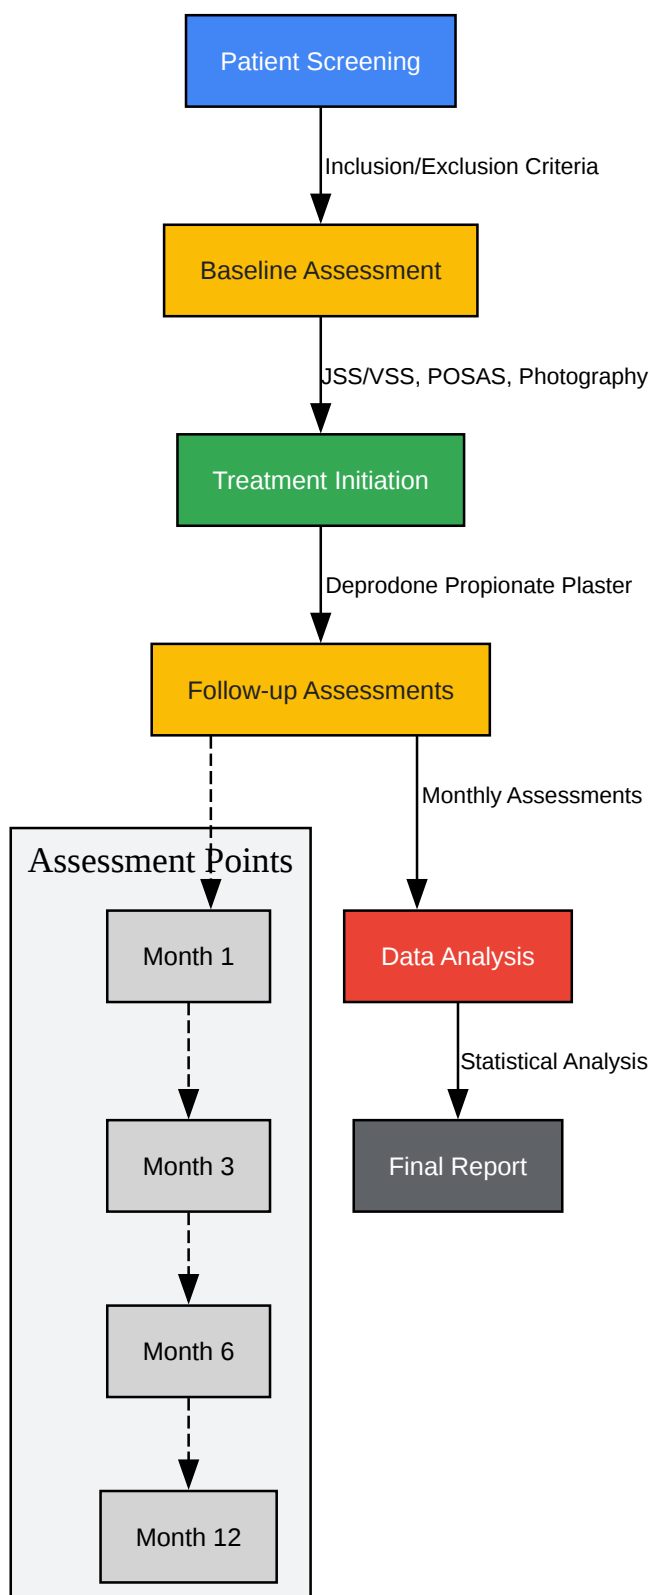 Patient Screening
Inclusion/Exclusion Criteria
Baseline Assessment
JSS/VSS, POSAS, Photography
Treatment Initiation
Deprodone Propionate Plaster
Follow-up Assessments
Monthly Assessments
Assessment Points
Month 1
Data Analysis
Statistical Analysis
Month 3
Final Report
Month 6
Month 12